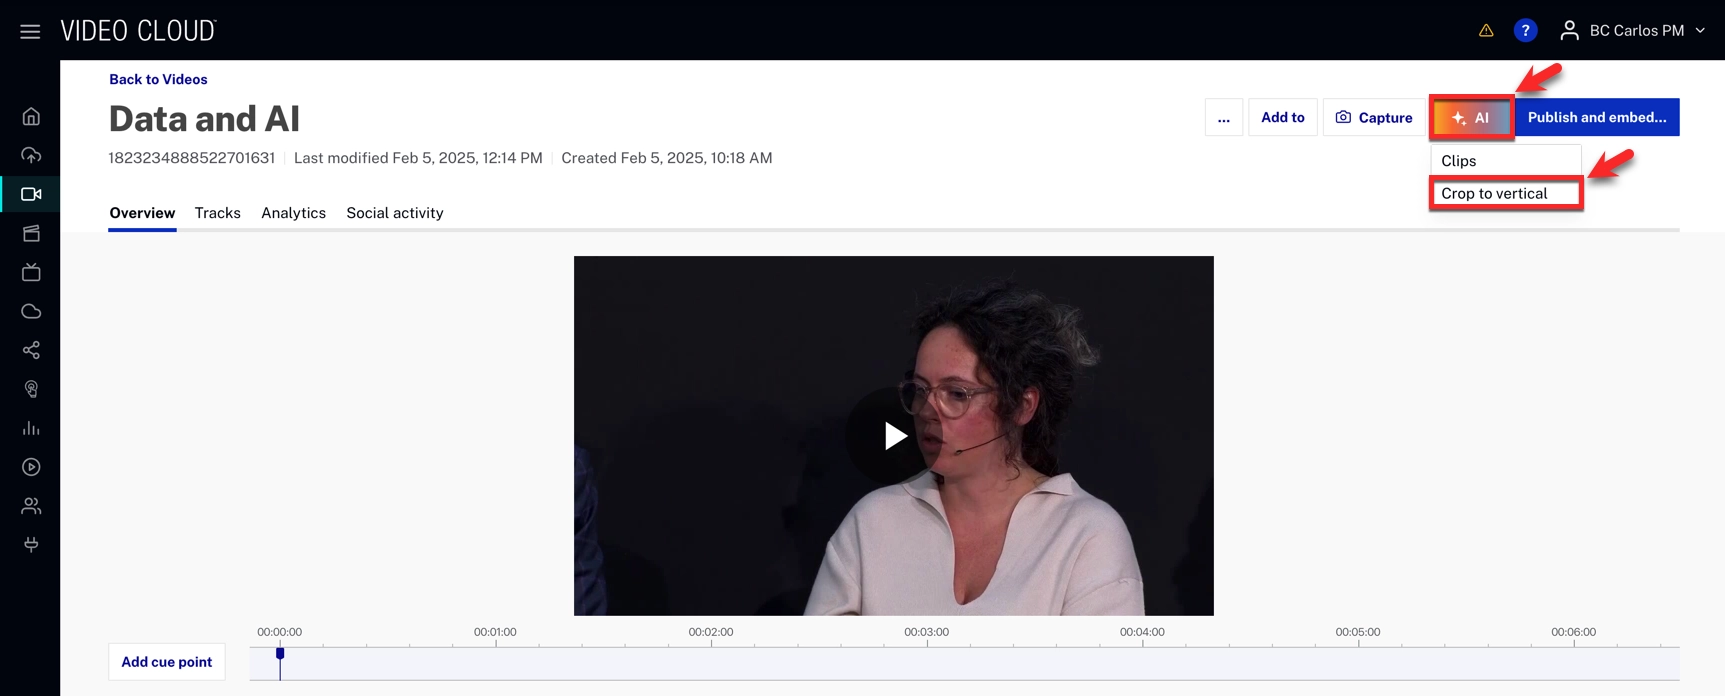 VIDEO CLOUD™
? BC Carlos PM
Back to Videos
Data and AI
... Add to Capture AI Publish and embed...
1823234888522701631 Last modified Feb 5, 2025, 12:14 PM Created Feb 5, 2025, 10:18 AM
Clips
Crop to vertical
Overview Tracks Analytics Social activity
00:00:00 00:01:00 00:02:00 00:03:00 00:04:00 00:05:00 00:06:00
Add cue point